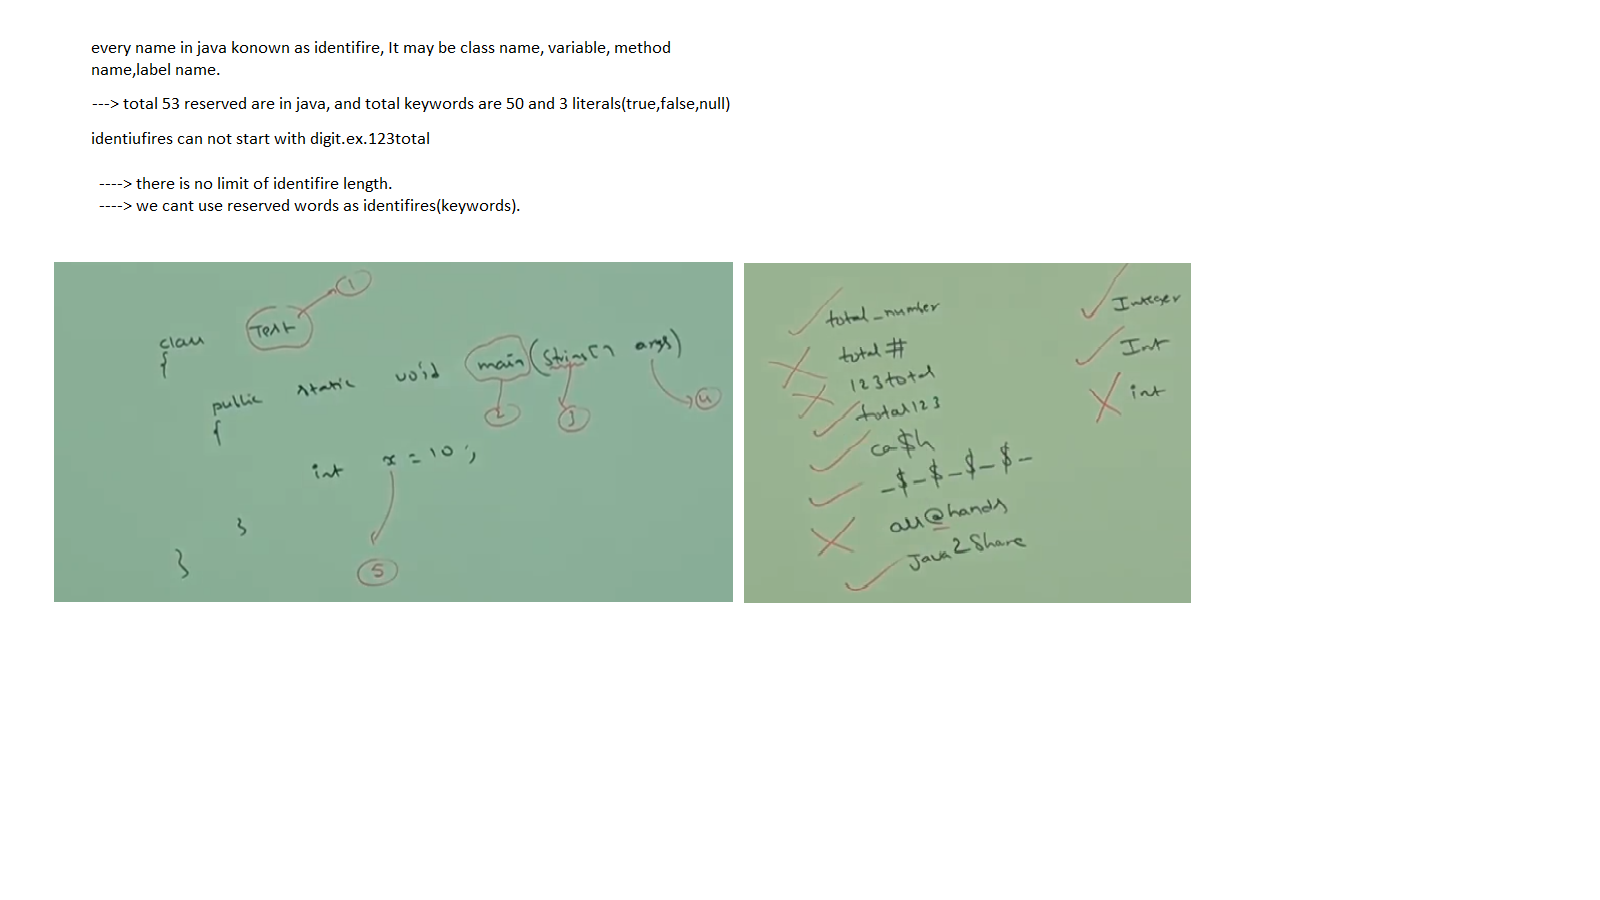 every name in java konown as identifire, It may be class name, variable, method
name,label name.
---> total 53 reserved are in java, and total keywords are 50 and 3 literals(true,false,null)
identiufires can not start with digit.ex.123total
----> there is no limit of identifire length.
----> we cant use reserved words as identifires(keywords).
1
class Test
{
public static void main(String[] args)
2 3 4
{
int x = 10;
}
}
5
total_number
total#
123total
total123
ca$h
_$_$_$_$_
all@hands
Java2Share
Integer
Int
int